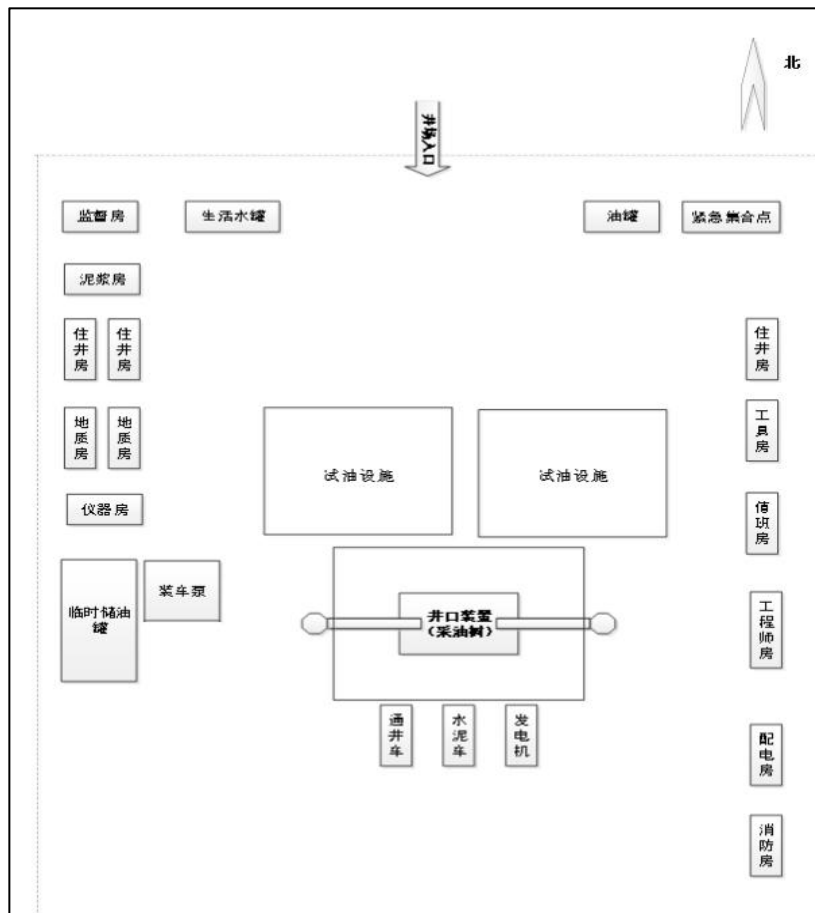 北
井场入口
监督房
生活水罐
油罐
紧急集合点
泥浆房
住井房
住井房
住井房
地质房
地质房
工具房
试油设施
试油设施
仪器房
值班房
装车泵
临时储油
罐
井口装置
(采油树)
工程师房
通井车
水泥车
发电机
配电房
消防房